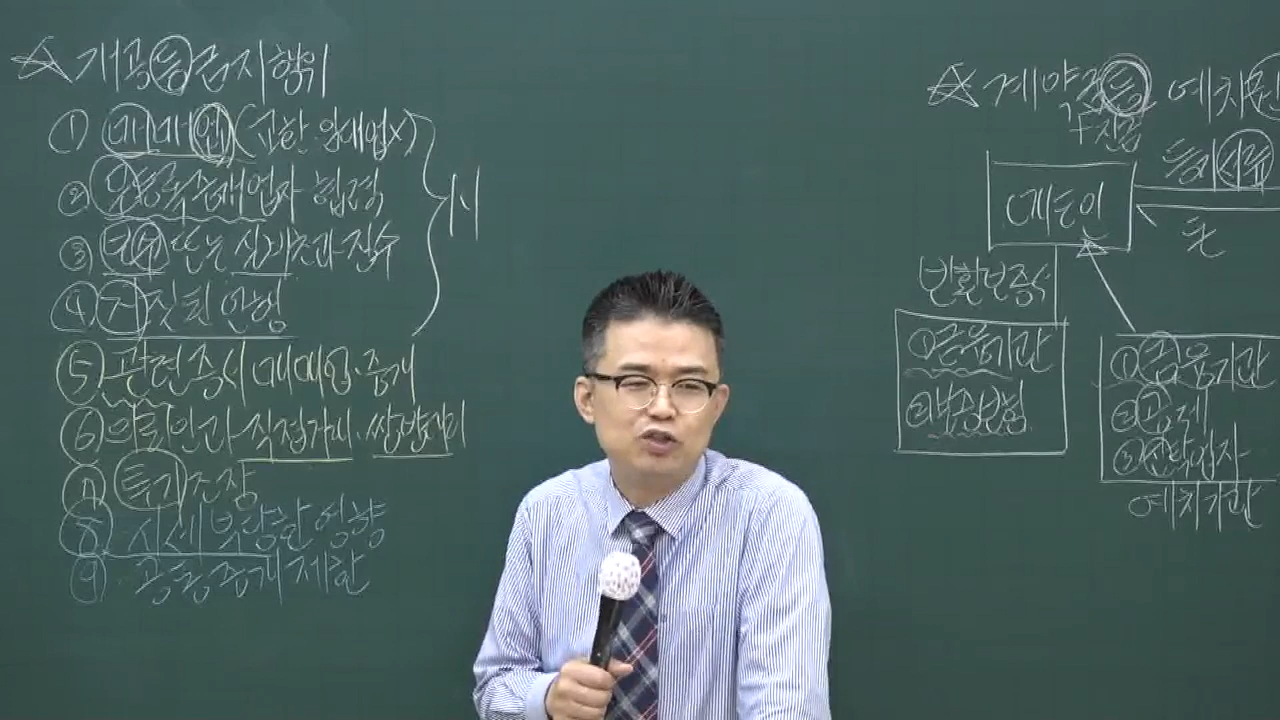 ☆ 개공등 금지행위
① 매매업 (교환·임대업X)
② 무등록중개업자 협력
③ 보수 또는 실비초과 징수
④ 거짓된 언행
⑤ 관련증서 매매업·중개
⑥ 의뢰인과 직접거래·쌍방대리
⑦ 투기조장
⑧ 시세 부당한 영향
⑨ 공동중개 제한
☆ 계약금등 예치
등기서류
예치명의인
돈
반환보증서
①금융기관
②보증보험
①금융기관
②공제
③신탁업자
예치기관